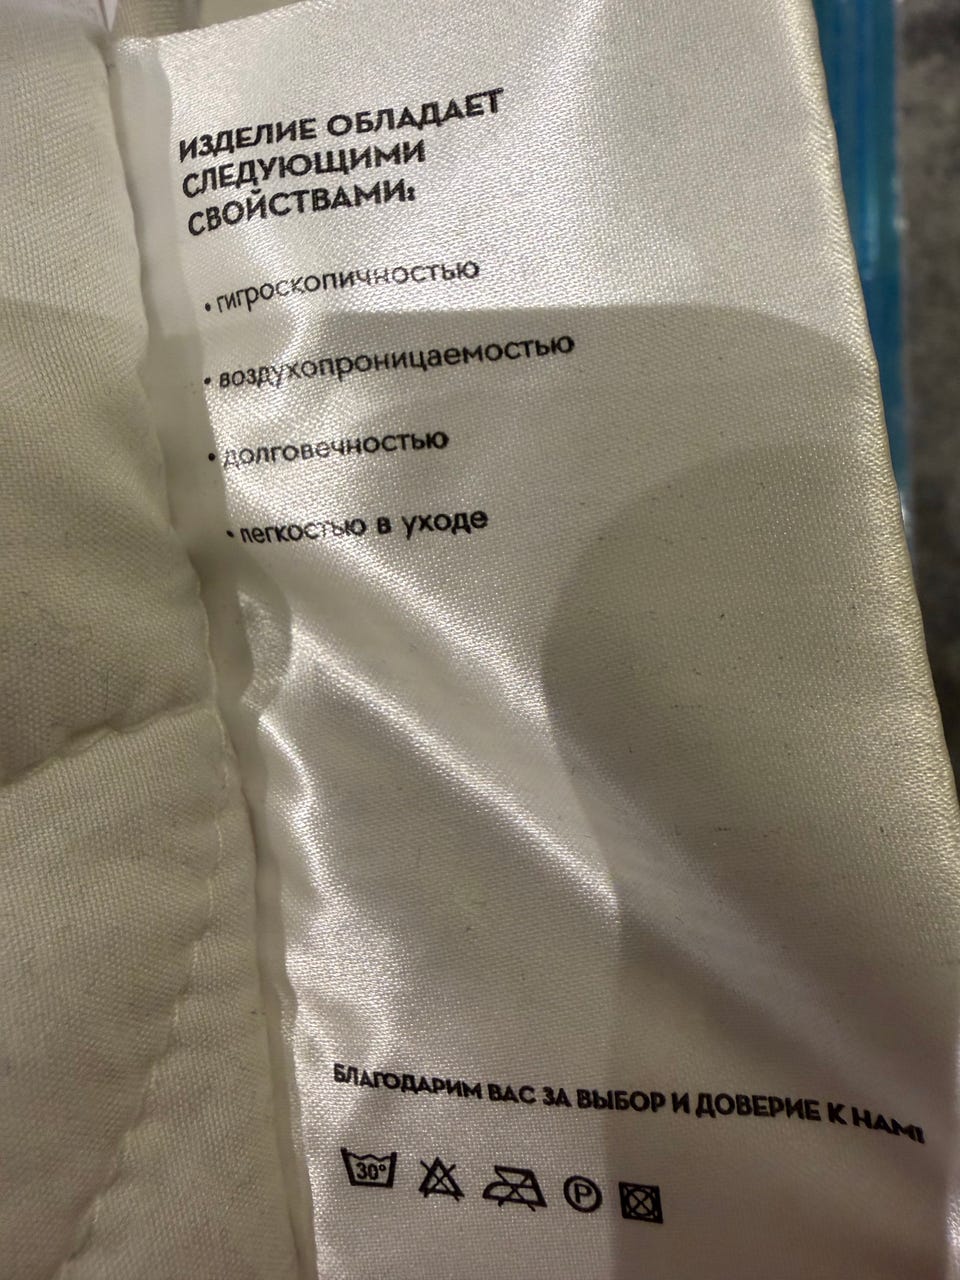 ИЗДЕЛИЕ ОБЛАДАЕТ
СЛЕДУЮЩИМИ
СВОЙСТВАМИ:
• гигроскопичностью
• воздухопроницаемостью
• долговечностью
• легкостью в уходе
БЛАГОДАРИМ ВАС ЗА ВЫБОР И ДОВЕРИЕ К НАМ!
30° P